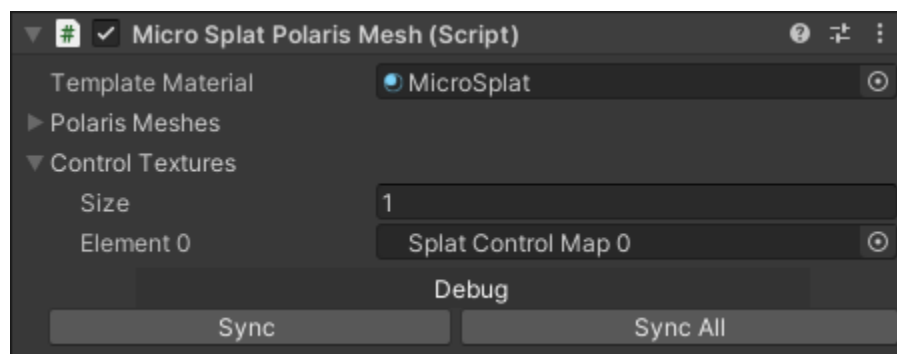 Micro Splat Polaris Mesh (Script)
Template Material MicroSplat
Polaris Meshes
Control Textures
Size 1
Element 0 Splat Control Map 0
Debug
Sync Sync All